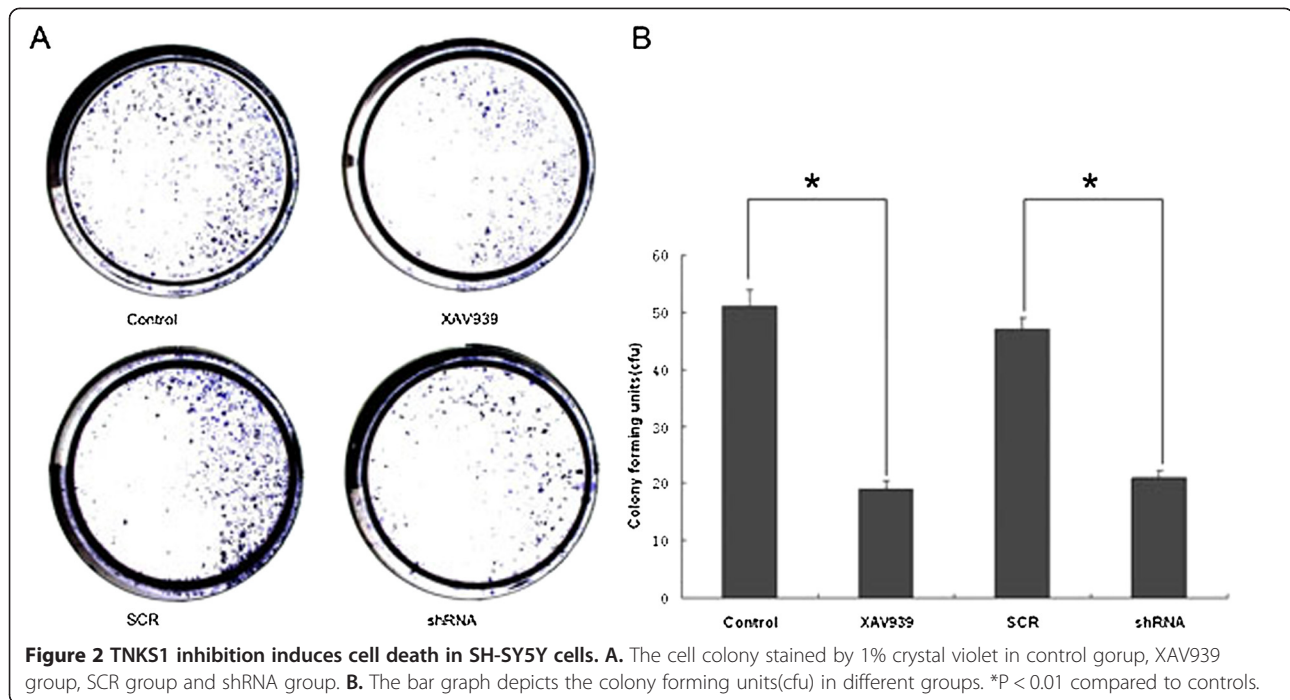 A
B
Control
XAV939
SCR
shRNA
*
*
Colony forming units(cfu)
60
50
40
30
20
10
0
Control
XAV939
SCR
shRNA
Figure 2 TNKS1 inhibition induces cell death in SH-SY5Y cells. A. The cell colony stained by 1% crystal violet in control gorup, XAV939
group, SCR group and shRNA group. B. The bar graph depicts the colony forming units(cfu) in different groups. *P < 0.01 compared to controls.